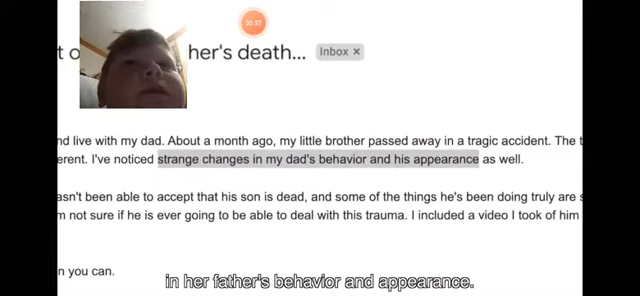 00:32
t o her's death... Inbox ×
nd live with my dad. About a month ago, my little brother passed away in a tragic accident. The t
erent. I've noticed strange changes in my dad's behavior and his appearance as well.
asn't been able to accept that his son is dead, and some of the things he's been doing truly are s
m not sure if he is ever going to be able to deal with this trauma. I included a video I took of him
n you can.
in her father's behavior and appearance.